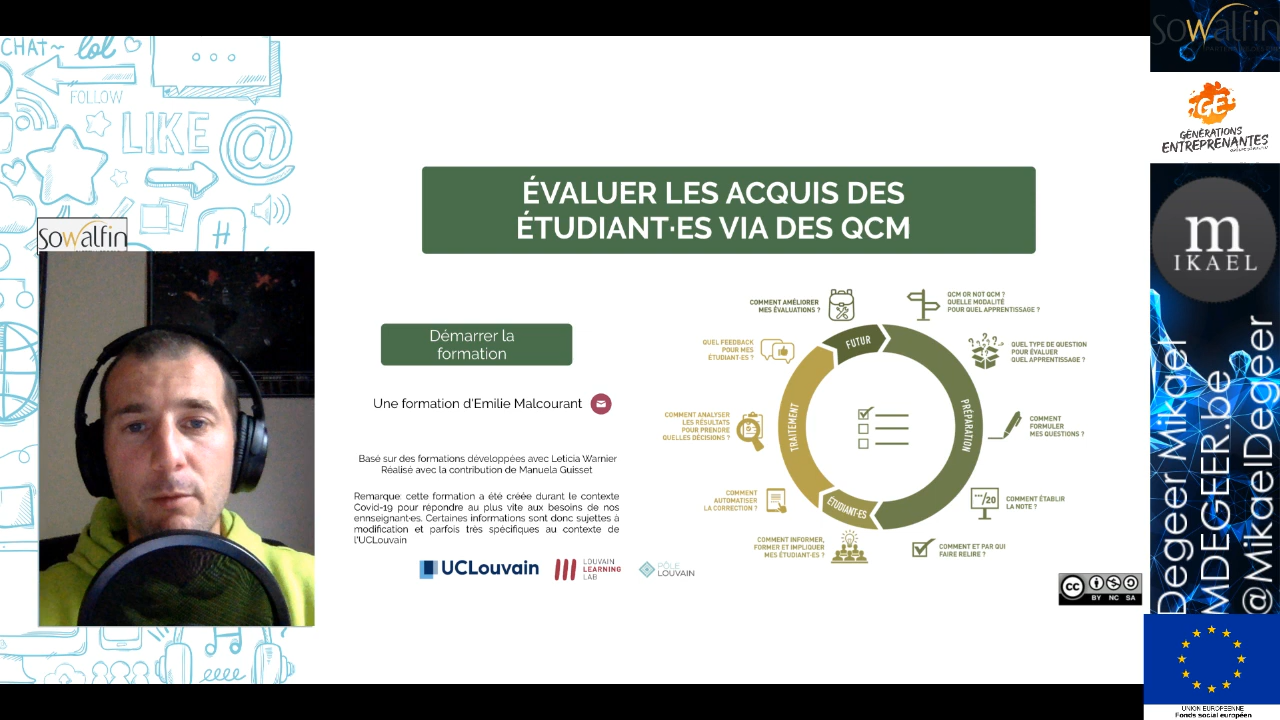 CHAT~ lol
FOLLOW
LIKE @
#
Sowalfin
ÉVALUER LES ACQUIS DES
ÉTUDIANT·ES VIA DES QCM
Démarrer la
formation
Une formation d'Emilie Malcourant
Basé sur des formations développées avec Leticia Warnier
Réalisé avec la contribution de Manuela Guisset
Remarque: cette formation a été créée durant le contexte
Covid-19 pour répondre au plus vite aux besoins de nos
ennseignant·es. Certaines informations sont donc sujettes à
modification et parfois très spécifiques au contexte de
l'UCLouvain
UCLouvain
LOUVAIN
LEARNING
LAB
PÔLE
LOUVAIN
COMMENT AMÉLIORER
MES ÉVALUATIONS ?
QCM OR NOT QCM ?
QUELLE MODALITÉ
POUR QUEL APPRENTISSAGE ?
QUEL FEEDBACK
POUR MES
ÉTUDIANT·ES ?
QUEL TYPE DE QUESTION
POUR ÉVALUER
QUEL APPRENTISSAGE ?
COMMENT ANALYSER
LES RÉSULTATS
POUR PRENDRE
QUELLES DÉCISIONS ?
COMMENT
FORMULER
MES QUESTIONS ?
COMMENT
AUTOMATISER
LA CORRECTION ?
/20
COMMENT ÉTABLIR
LA NOTE ?
COMMENT INFORMER,
FORMER ET IMPLIQUER
MES ÉTUDIANT·ES ?
COMMENT ET PAR QUI
FAIRE RELIRE ?
FUTUR
PRÉPARATION
ÉTUDIANT·ES
TRAITEMENT
cc
BY NC SA
Sowalfin
GE
GÉNÉRATIONS
ENTREPRENANTES
m
IKAEL
Degeer Mikael
MDEGEER.be
@MikaelDegeer
UNION EUROPÉENNE
Fonds social européen